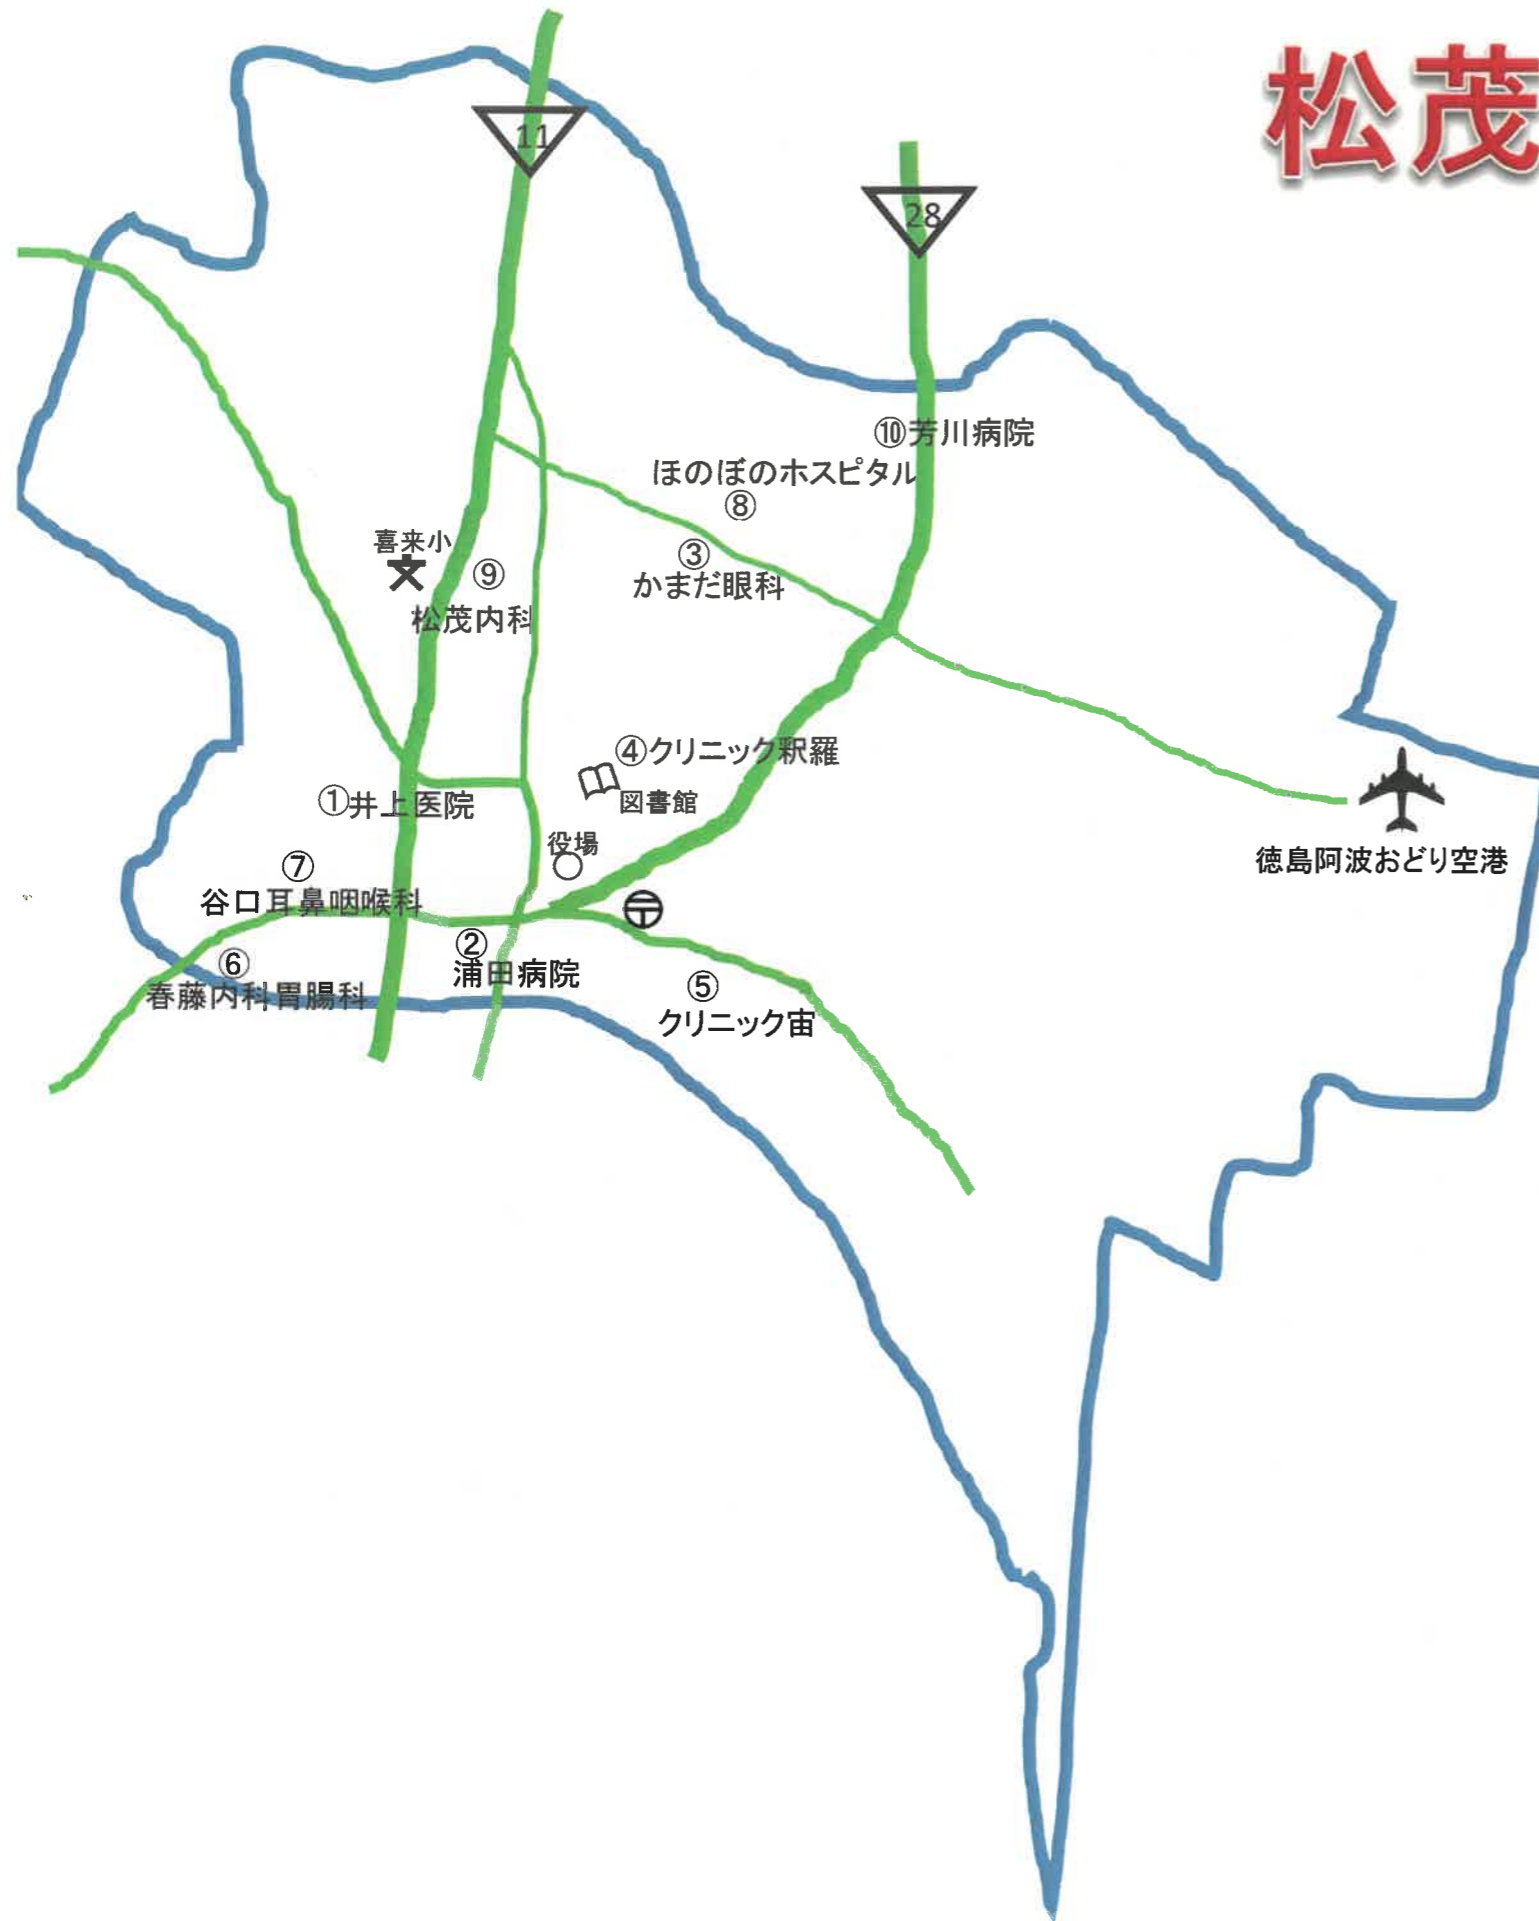 松茂
11
28
⑩芳川病院
ほのぼのホスピタル
⑧
喜来小
文
⑨
③
かまだ眼科
松茂内科
④クリニック釈羅
図書館
①井上医院
役場
徳島阿波おどり空港
⑦
谷口耳鼻咽喉科
〒
②
浦田病院
⑥
春藤内科胃腸科
⑤
クリニック宙